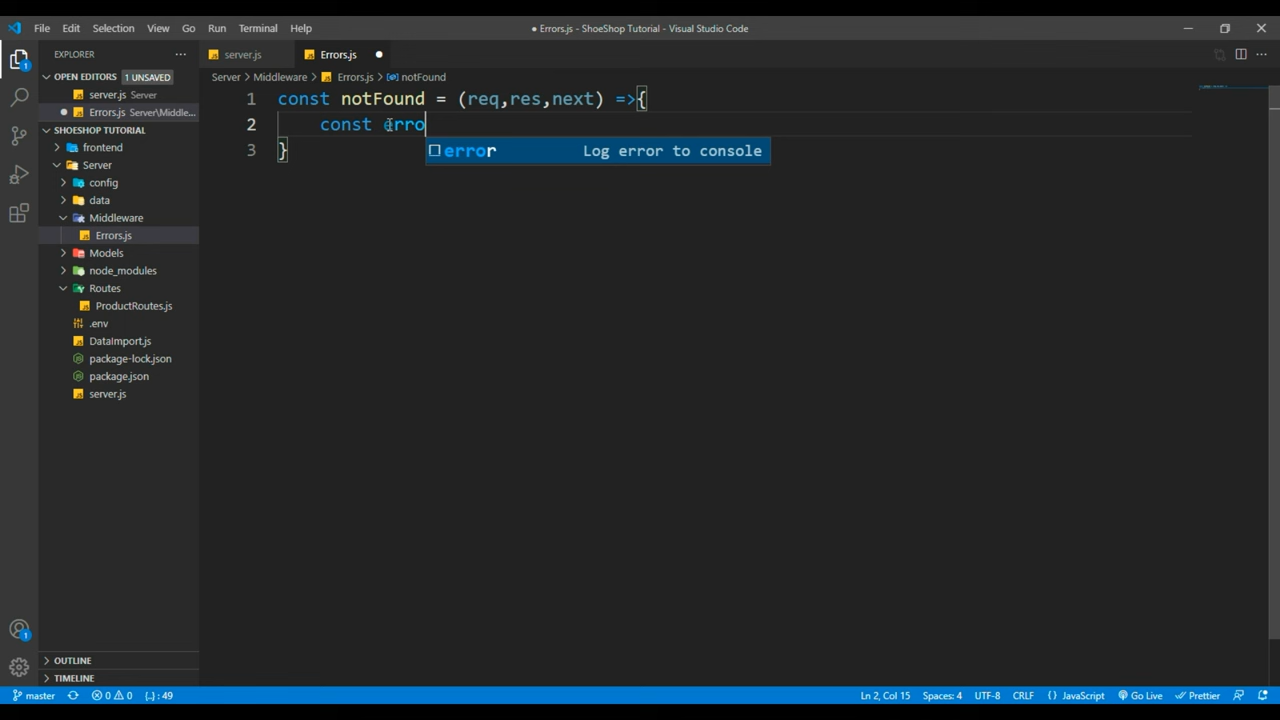 File Edit Selection View Go Run Terminal Help
● Errors.js - ShoeShop Tutorial - Visual Studio Code
EXPLORER
server.js
Errors.js
OPEN EDITORS 1 UNSAVED
server.js Server
Errors.js Server\Middle...
SHOESHOP TUTORIAL
frontend
Server
config
data
Middleware
Errors.js
Models
node_modules
Routes
ProductRoutes.js
.env
DataImport.js
package-lock.json
package.json
server.js
OUTLINE
TIMELINE
1
1
Server > Middleware > Errors.js > notFound
1 const notFound = (req,res,next) =>{
2 const erro
error Log error to console
3 }
master 0 0 {..} : 49 Ln 2, Col 15 Spaces: 4 UTF-8 CRLF {} JavaScript Go Live Prettier